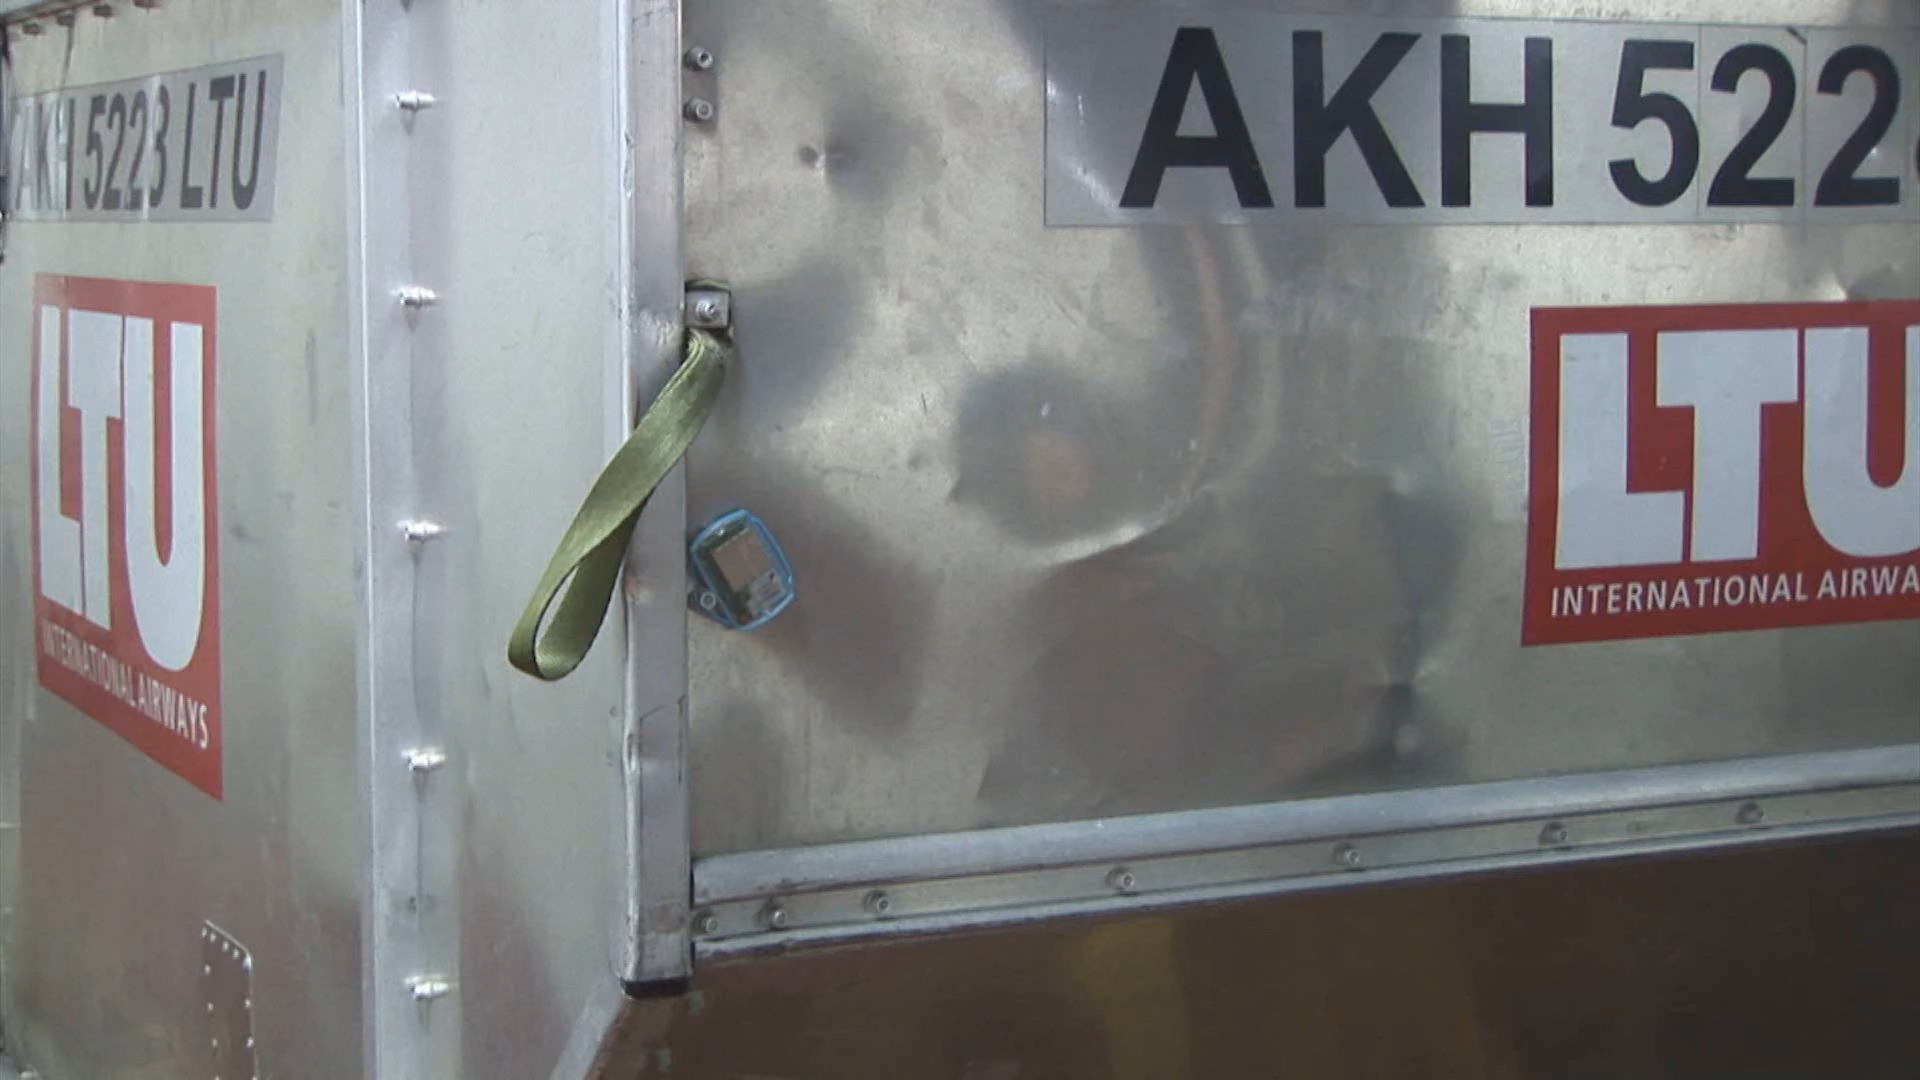 AKH 5223 LTU
LTU
INTERNATIONAL AIRWAYS
AKH 522
LTU
INTERNATIONAL AIRWA